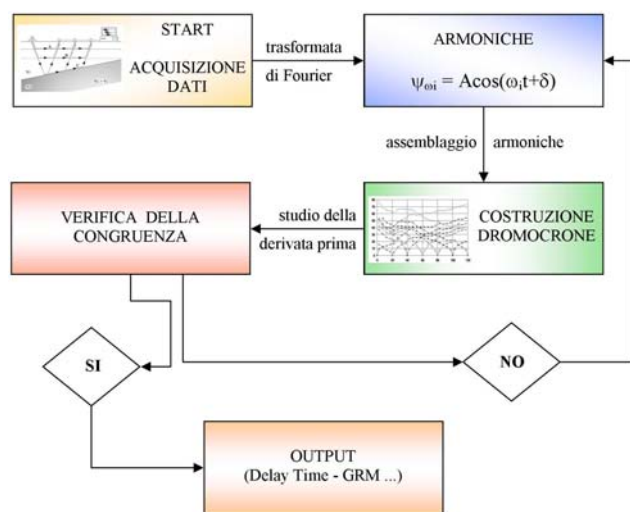 START
ACQUISIZIONE
DATI
trasformata
di Fourier
ARMONICHE
ψωi = Acos(ωit+δ)
assemblaggio armoniche
VERIFICA DELLA
CONGRUENZA
studio della
derivata prima
COSTRUZIONE
DROMOCRONE
SI
NO
OUTPUT
(Delay Time - GRM ...)